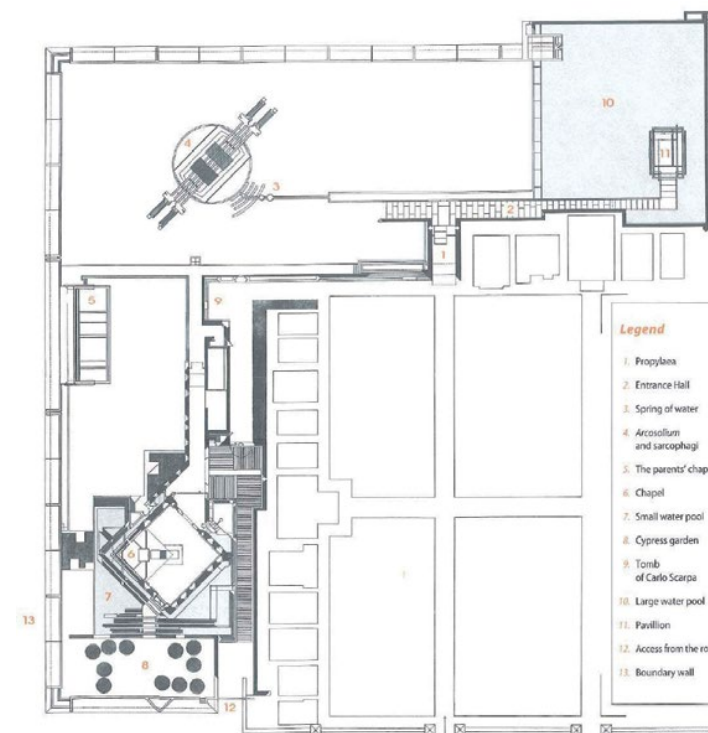 10
4
11
3
2
1
5
9
6
7
13
8
12
Legend
1. Propylaea
2. Entrance Hall
3. Spring of water
4. Arcosolium
and sarcophagi
5. The parents' chap
6. Chapel
7. Small water pool
8. Cypress garden
9. Tomb
of Carlo Scarpa
10. Large water pool
11. Pavillion
12. Access from the ro
13. Boundary wall